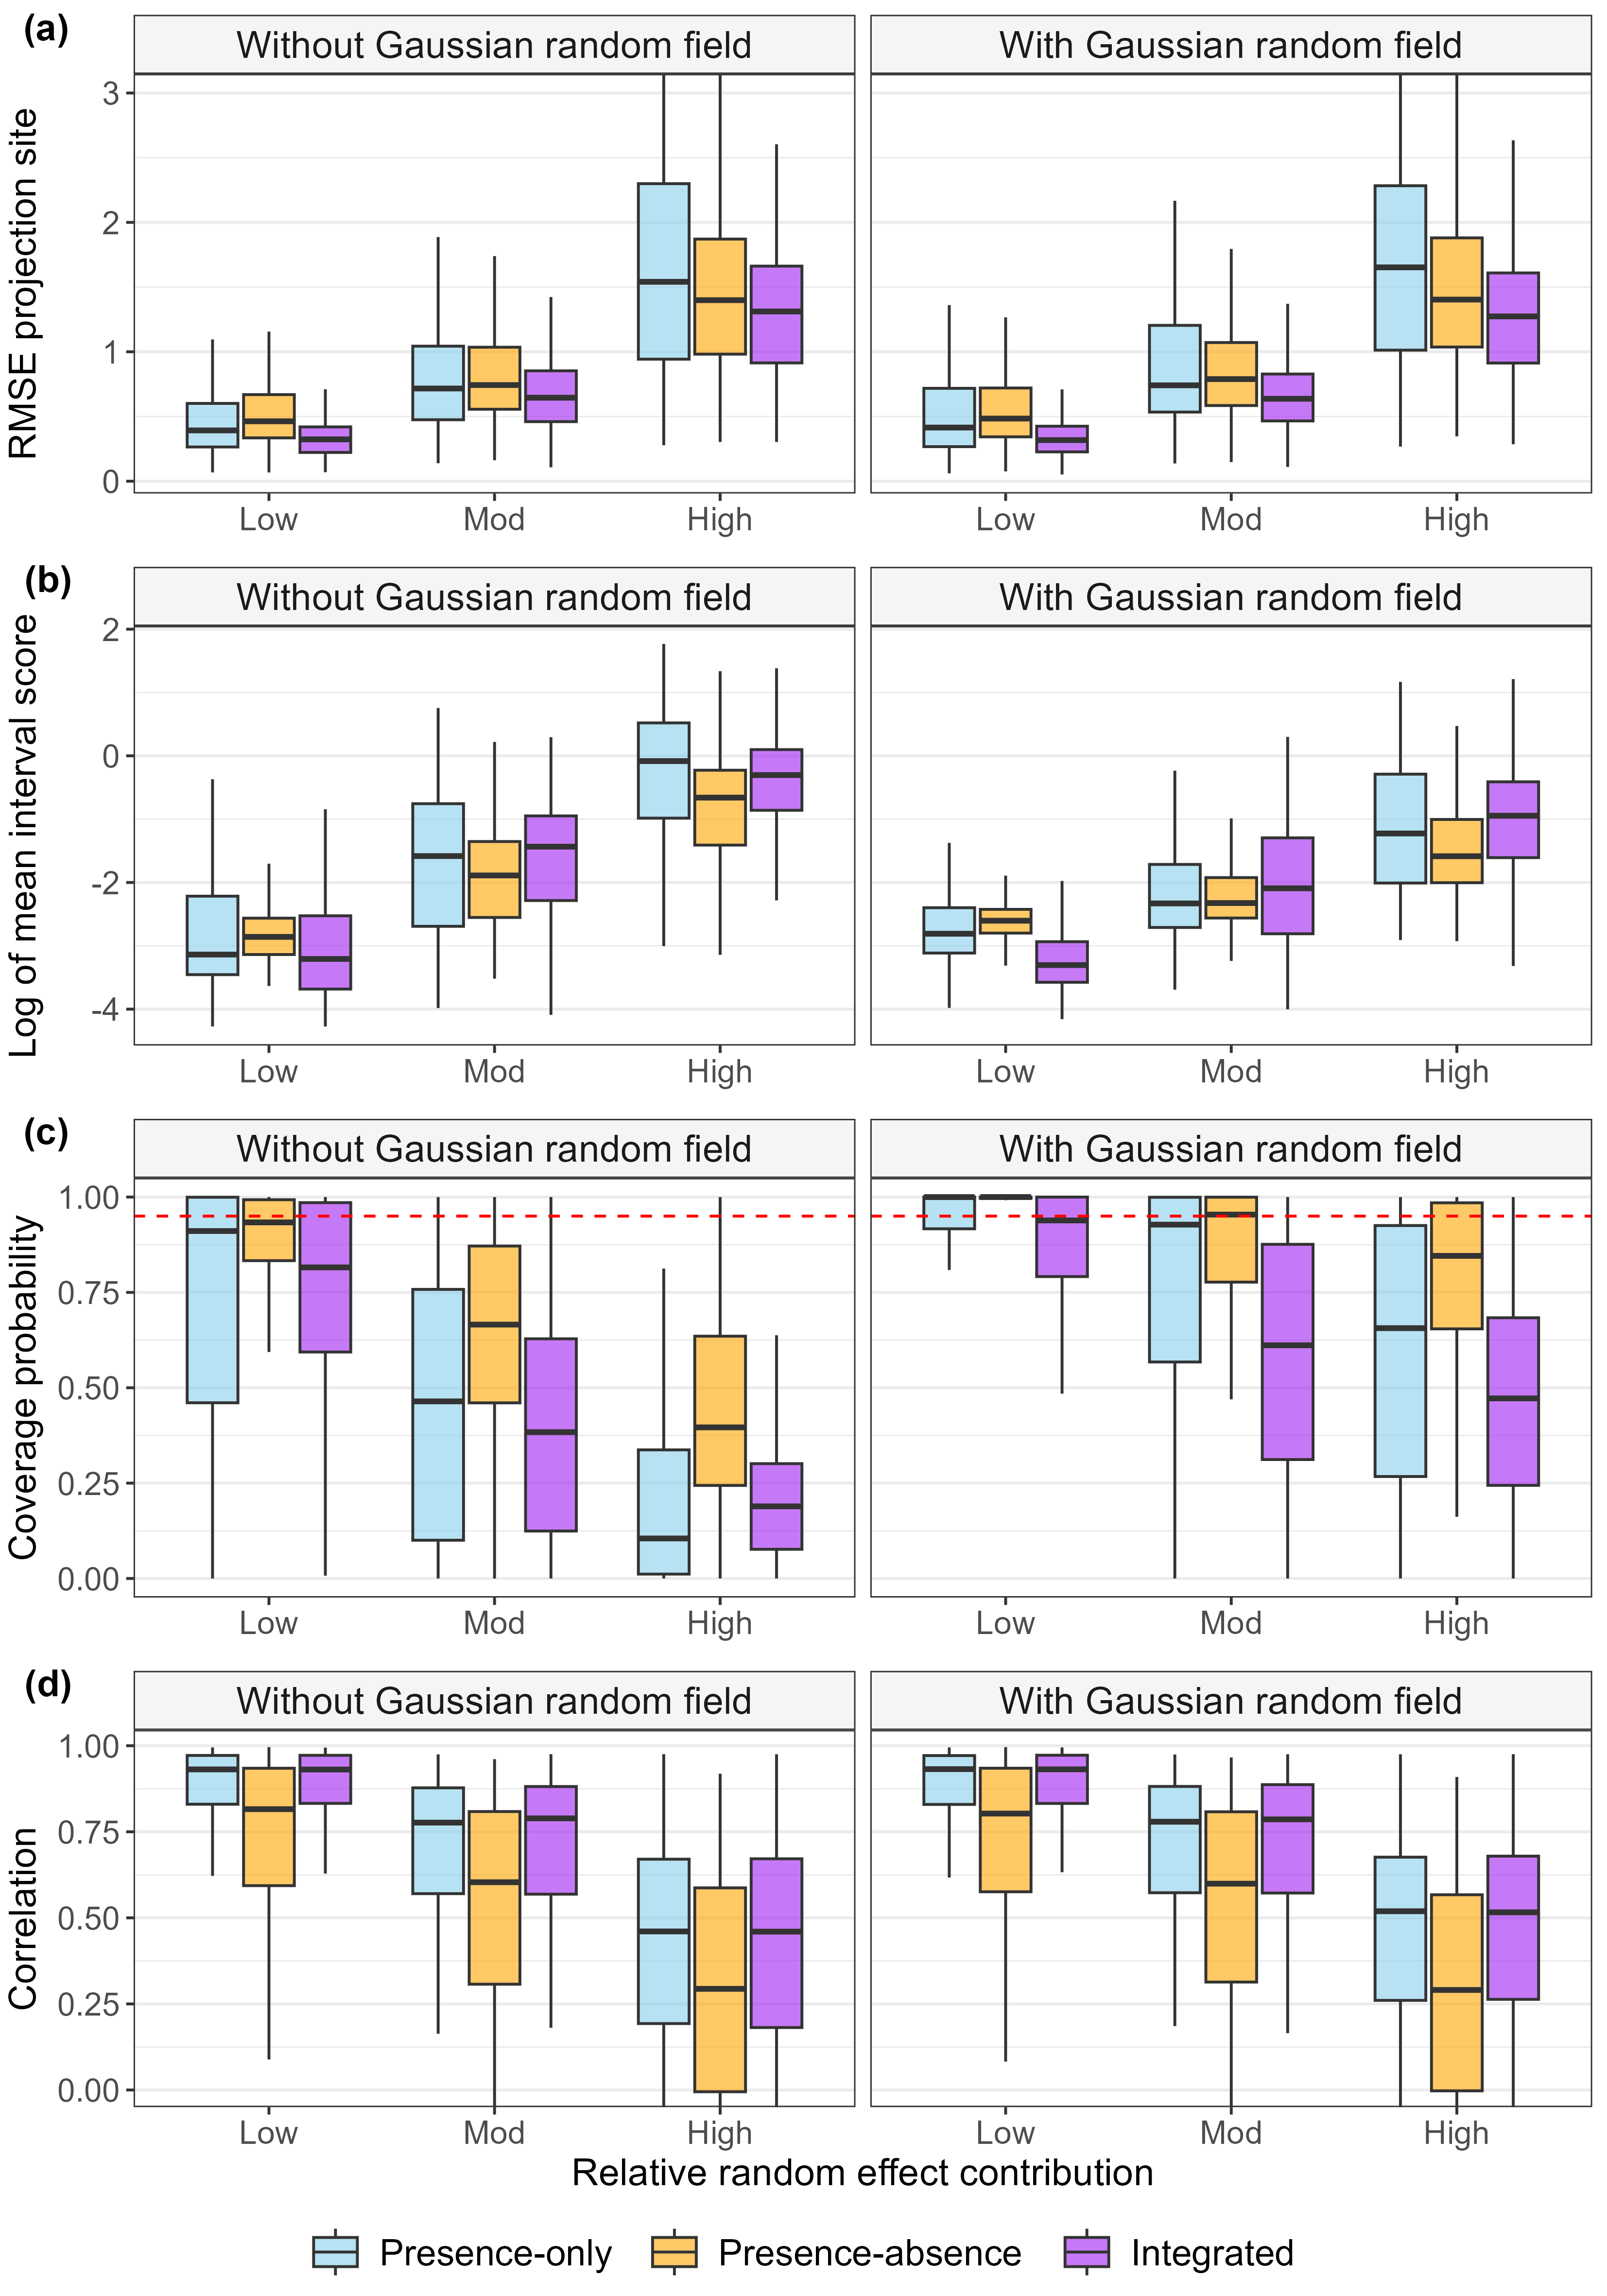 (a)
Without Gaussian random field
With Gaussian random field
RMSE projection site
3
2
1
0
Low Mod High
Low Mod High
(b)
Without Gaussian random field
With Gaussian random field
Log of mean interval score
2
0
-2
-4
Low Mod High
Low Mod High
(c)
Without Gaussian random field
With Gaussian random field
Coverage probability
1.00
0.75
0.50
0.25
0.00
Low Mod High
Low Mod High
(d)
Without Gaussian random field
With Gaussian random field
Correlation
1.00
0.75
0.50
0.25
0.00
Low Mod High
Low Mod High
Relative random effect contribution
Presence-only Presence-absence Integrated